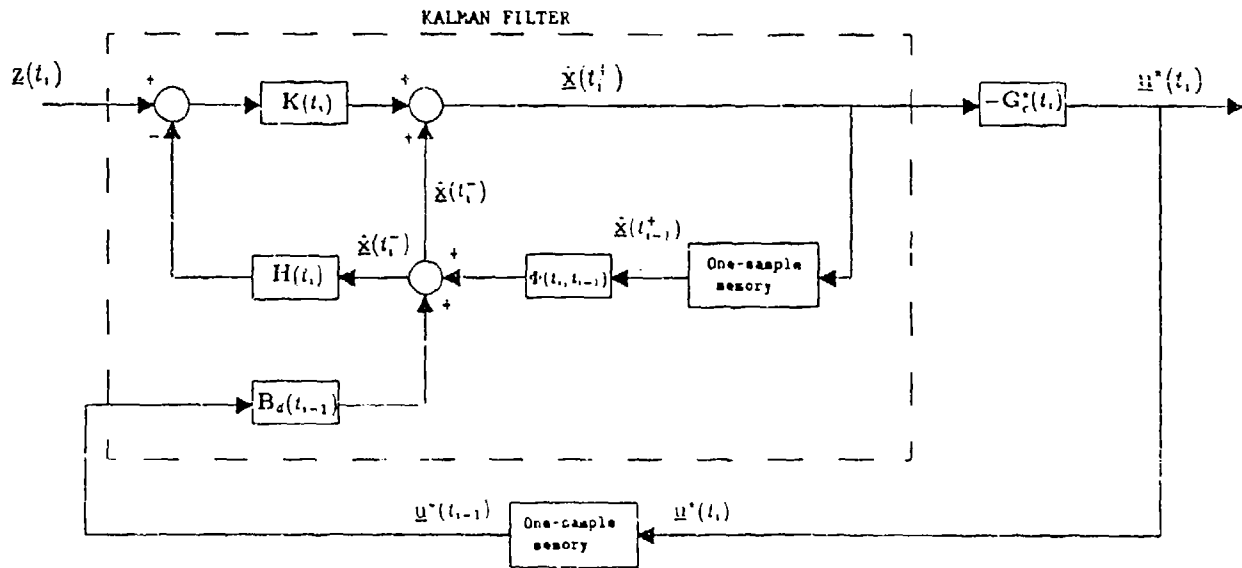 KALMAN FILTER
z(t_i)
+
-
K(t_i)
+
+
x̂(t_i^+)
-G_c^*(t_i)
u^*(t_i)
x̂(t_i^-)
x̂(t_i^-)
H(t_i)
+
+
Φ(t_i, t_{i-1})
x̂(t_{i-1}^+)
One-sample
memory
B_d(t_{i-1})
u^*(t_{i-1})
One-sample
memory
u^*(t_i)